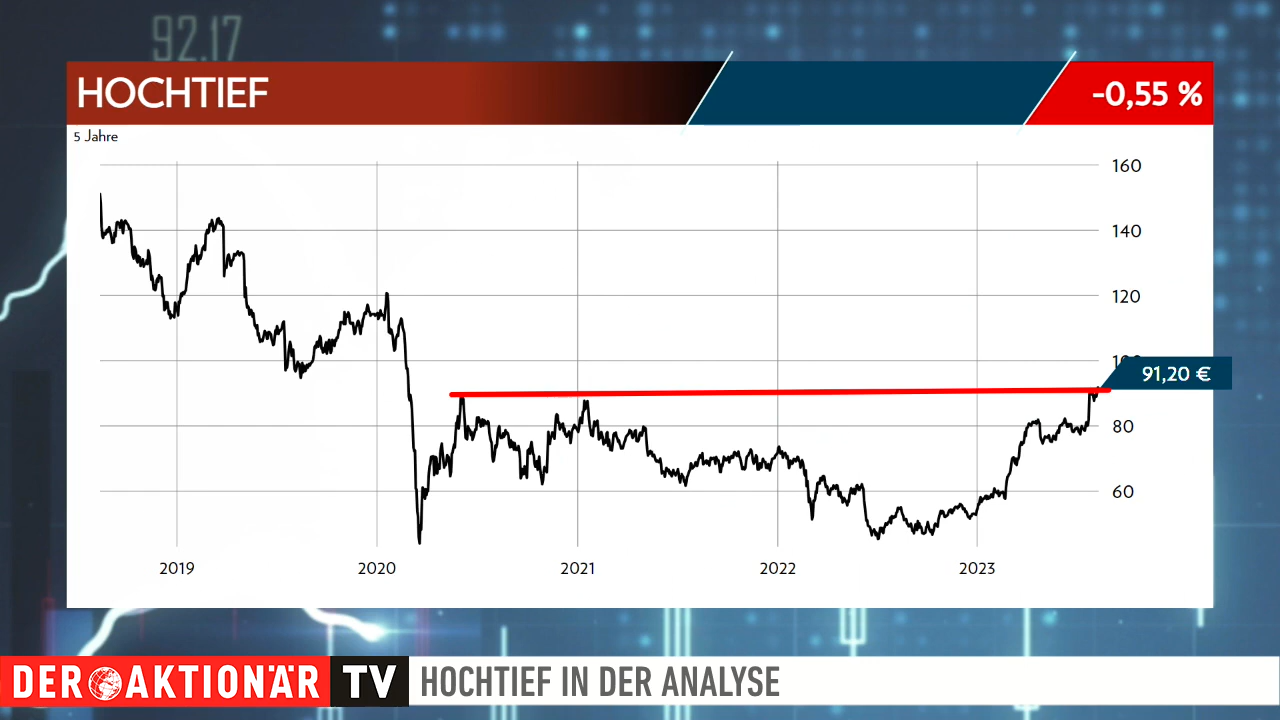 92.17
HOCHTIEF
-0,55 %
5 Jahre
160
140
120
100
91,20 €
80
60
2019 2020 2021 2022 2023
DER AKTIONÄR TV HOCHTIEF IN DER ANALYSE